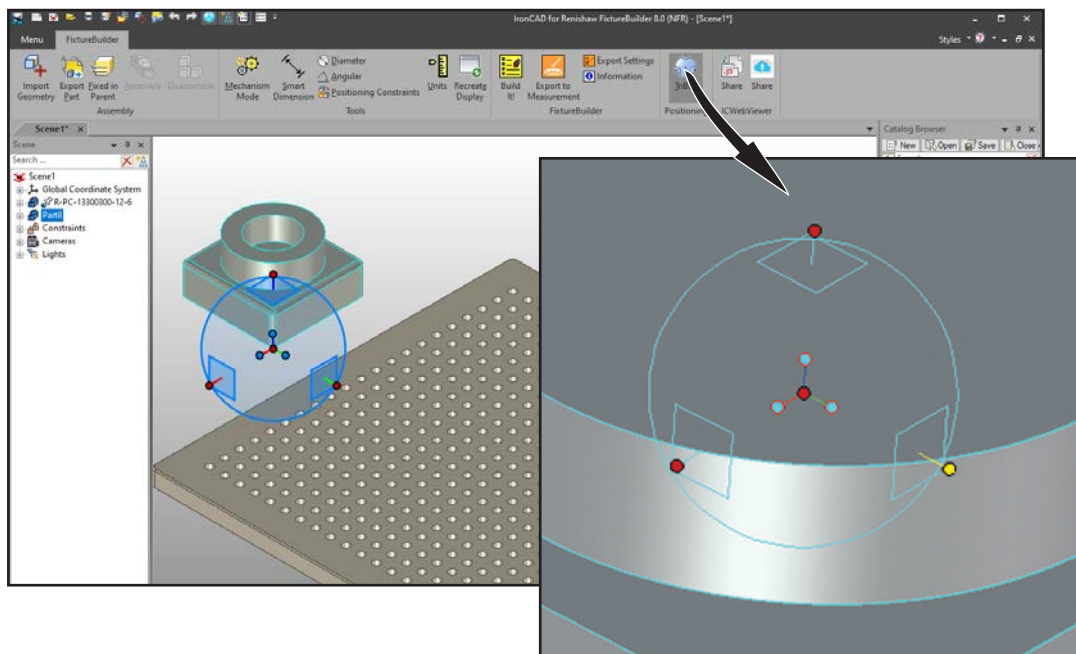 IronCAD for Renishaw FixtureBuilder 8.0 (NFR) - [Scene1*]
Menu FixtureBuilder Styles
Import Geometry
Export Part
Fixed in Parent
Assemble
Disassemble
Assembly
Mechanism Mode
Smart Dimension
Diameter
Angular
Positioning Constraints
Units
Recreate Display
Tools
Build It!
Export to Measurement
Export Settings
Information
FixtureBuilder
Positioning
Share
Share
ICWebViewer
Scene1*
Catalog Browser
New Open Save Close
Scene
Search ...
Scene1
Global Coordinate System
R-PC-13300300-12-6
Part8
Constraints
Cameras
Lights